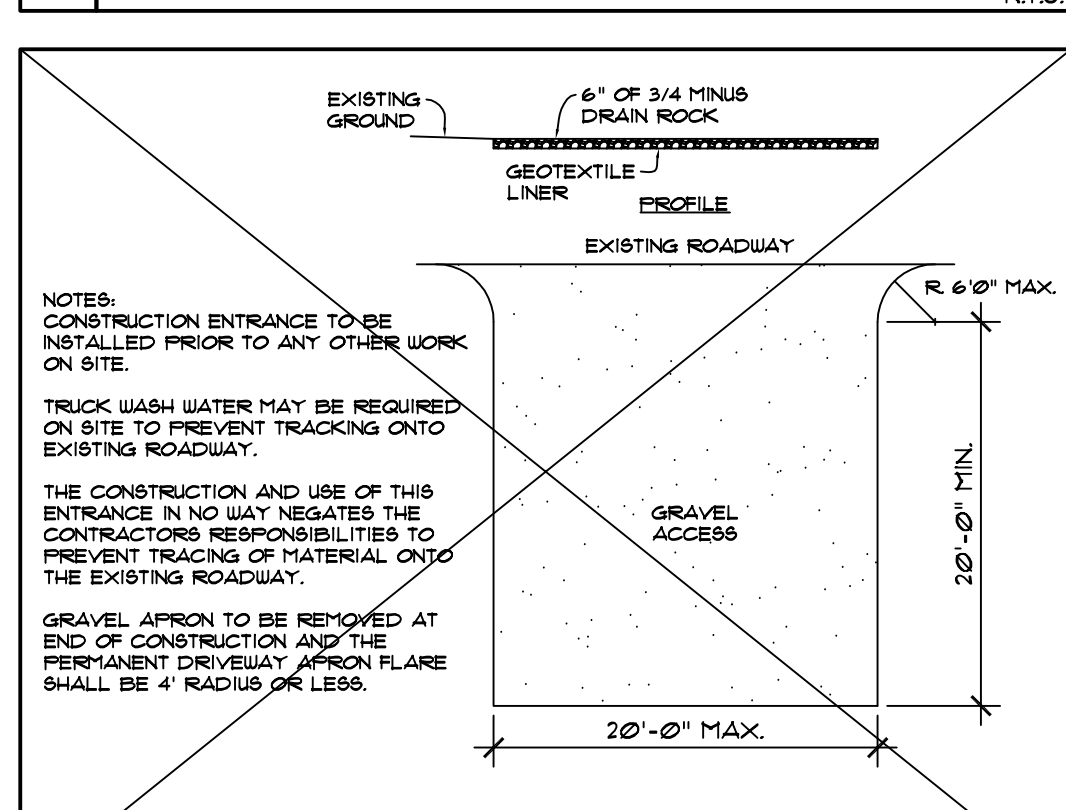 N.T.S.
EXISTING
GROUND
6" OF 3/4 MINUS
DRAIN ROCK
GEOTEXTILE
LINER
PROFILE
EXISTING ROADWAY
R 6'0" MAX.
NOTES:
CONSTRUCTION ENTRANCE TO BE
INSTALLED PRIOR TO ANY OTHER WORK
ON SITE.
TRUCK WASH WATER MAY BE REQUIRED
ON SITE TO PREVENT TRACKING ONTO
EXISTING ROADWAY.
THE CONSTRUCTION AND USE OF THIS
ENTRANCE IN NO WAY NEGATES THE
CONTRACTORS RESPONSIBILITIES TO
PREVENT TRACING OF MATERIAL ONTO
THE EXISTING ROADWAY.
GRAVEL APRON TO BE REMOVED AT
END OF CONSTRUCTION AND THE
PERMANENT DRIVEWAY APRON FLARE
SHALL BE 4' RADIUS OR LESS.
GRAVEL
ACCESS
20'-0" MIN.
20'-0" MAX.